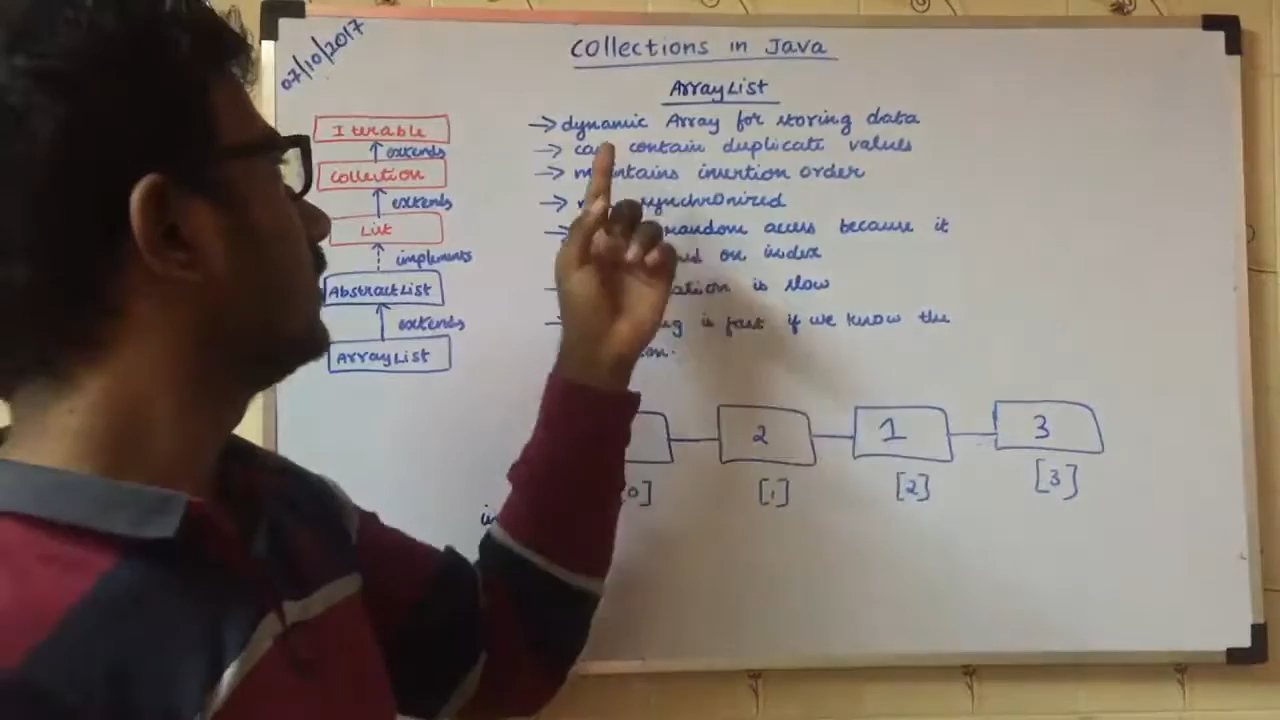 07/10/2017
Collections in Java
ArrayList
Iterable
extends
Collection
extends
List
implements
AbstractList
extends
ArrayList
→ dynamic Array for storing data
→ can contain duplicate values
→ maintains insertion order
→ synchronized
→ random access because it
on index
is slow
→ is fast if we know the
2 1 3
[0] [1] [2] [3]